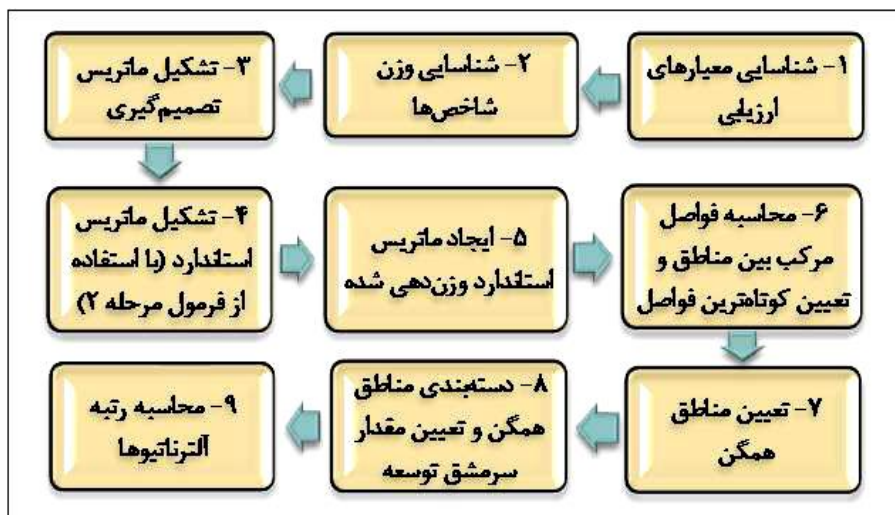 ۱- شناسایی معیارهای
ارزیابی
۲- شناسایی وزن
شاخص‌ها
۳- تشکیل ماتریس
تصمیم‌گیری
۴- تشکیل ماتریس
استاندارد (با استفاده
از فرمول مرحله ۲)
۵- ایجاد ماتریس
استاندارد وزن‌دهی شده
۶- محاسبه فواصل
مرکب بین مناطق و
تعیین کوتاه‌ترین فواصل
۷- تعیین مناطق
همگن
۸- دسته‌بندی مناطق
همگن و تعیین مقدار
سرمشق توسعه
۹- محاسبه رتبه
آلترناتیوها